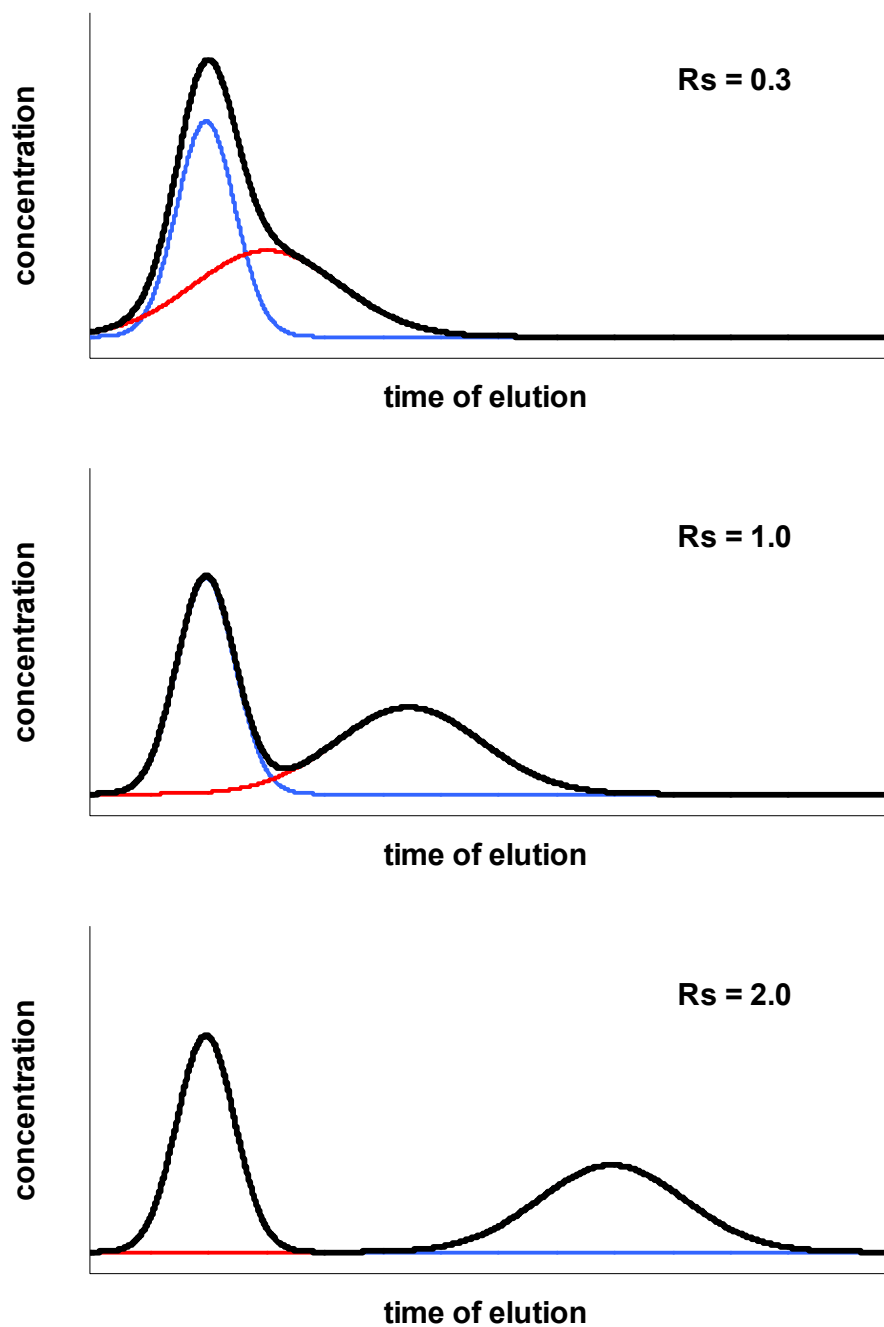 Rs = 0.3
concentration
time of elution
Rs = 1.0
concentration
time of elution
Rs = 2.0
concentration
time of elution